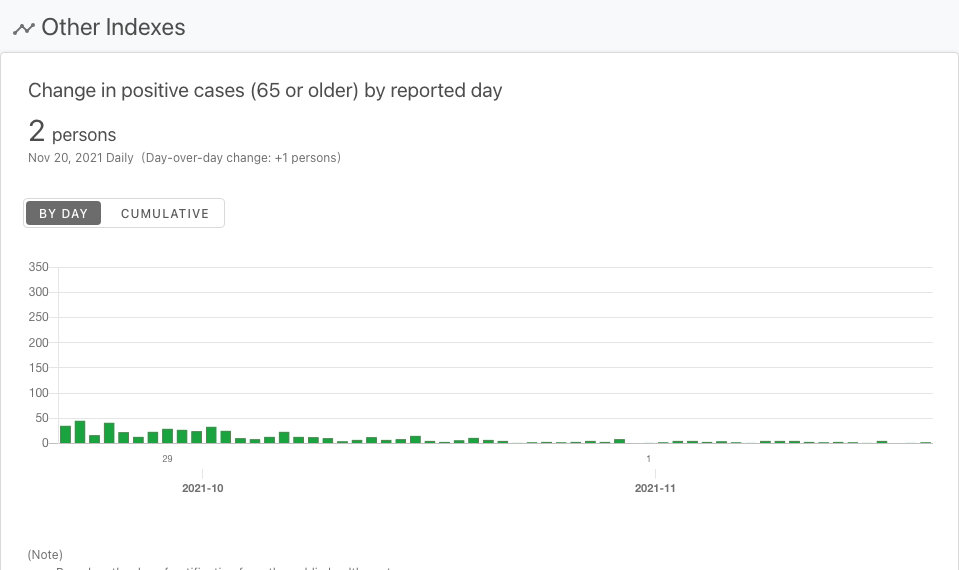 Other Indexes
Change in positive cases (65 or older) by reported day
2 persons
Nov 20, 2021 Daily (Day-over-day change: +1 persons)
BY DAY CUMULATIVE
350
300
250
200
150
100
50
0
29 1
2021-10 2021-11
(Note)